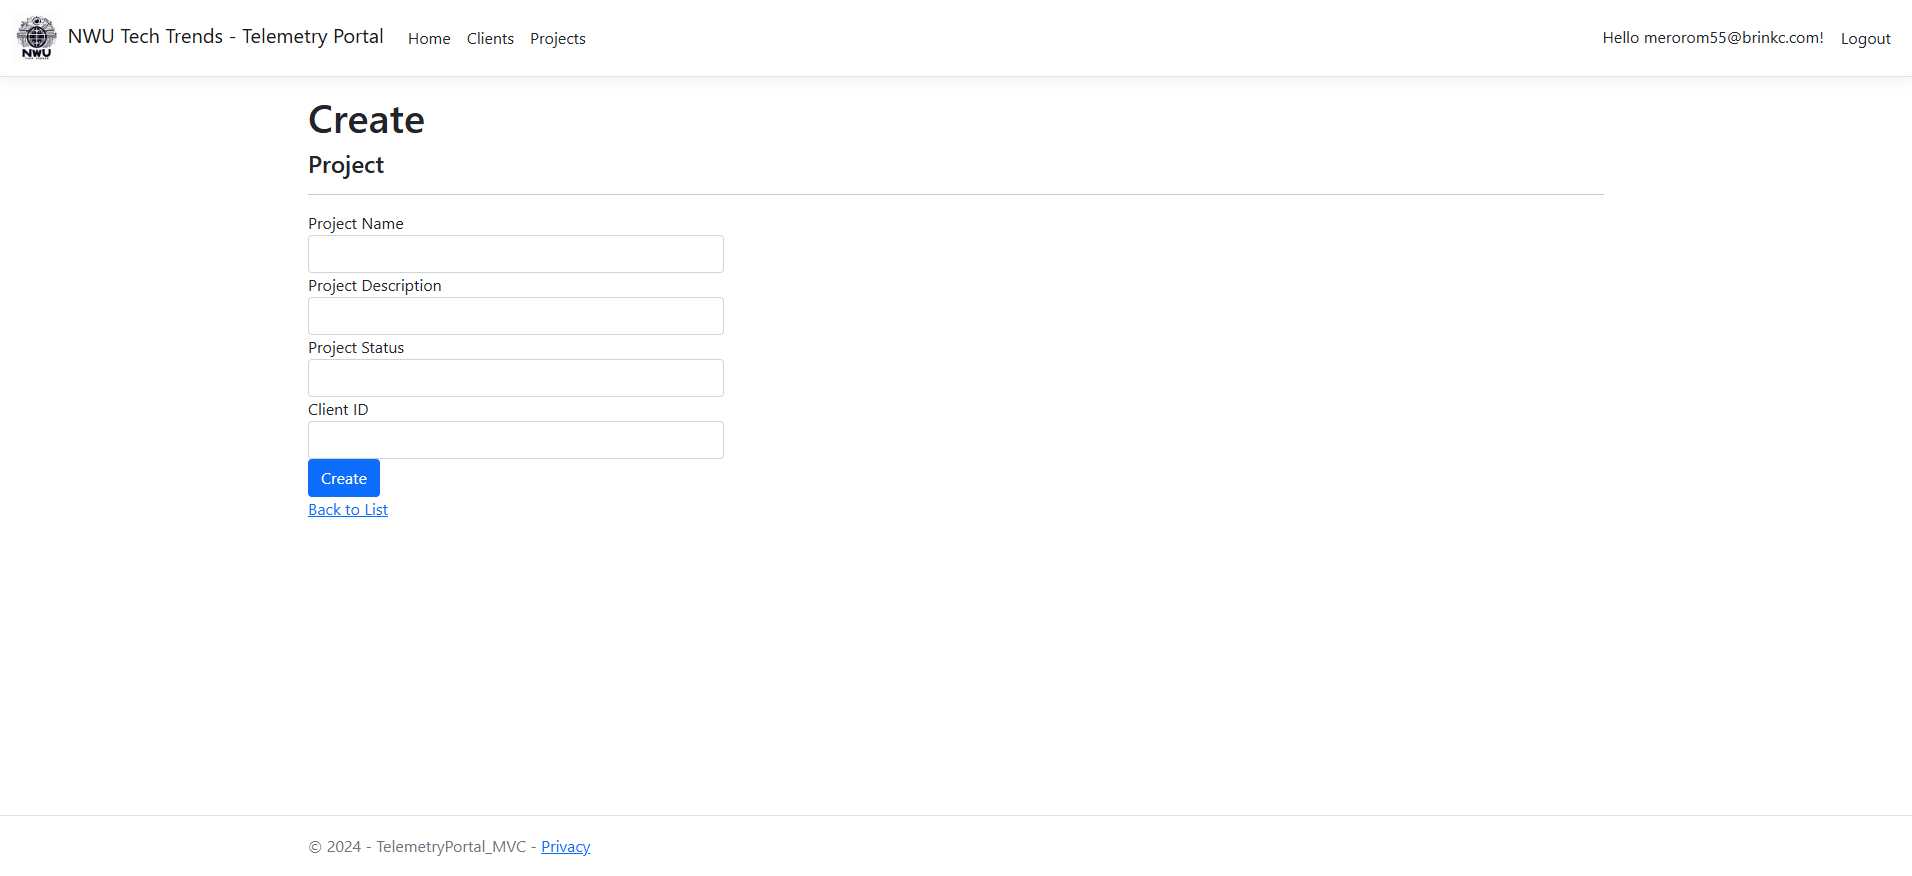 NWU
NWU Tech Trends - Telemetry Portal
Home
Clients
Projects
Hello merorom55@brinkc.com!
Logout
Create
Project
Project Name
Project Description
Project Status
Client ID
Create
Back to List
© 2024 - TelemetryPortal_MVC - Privacy